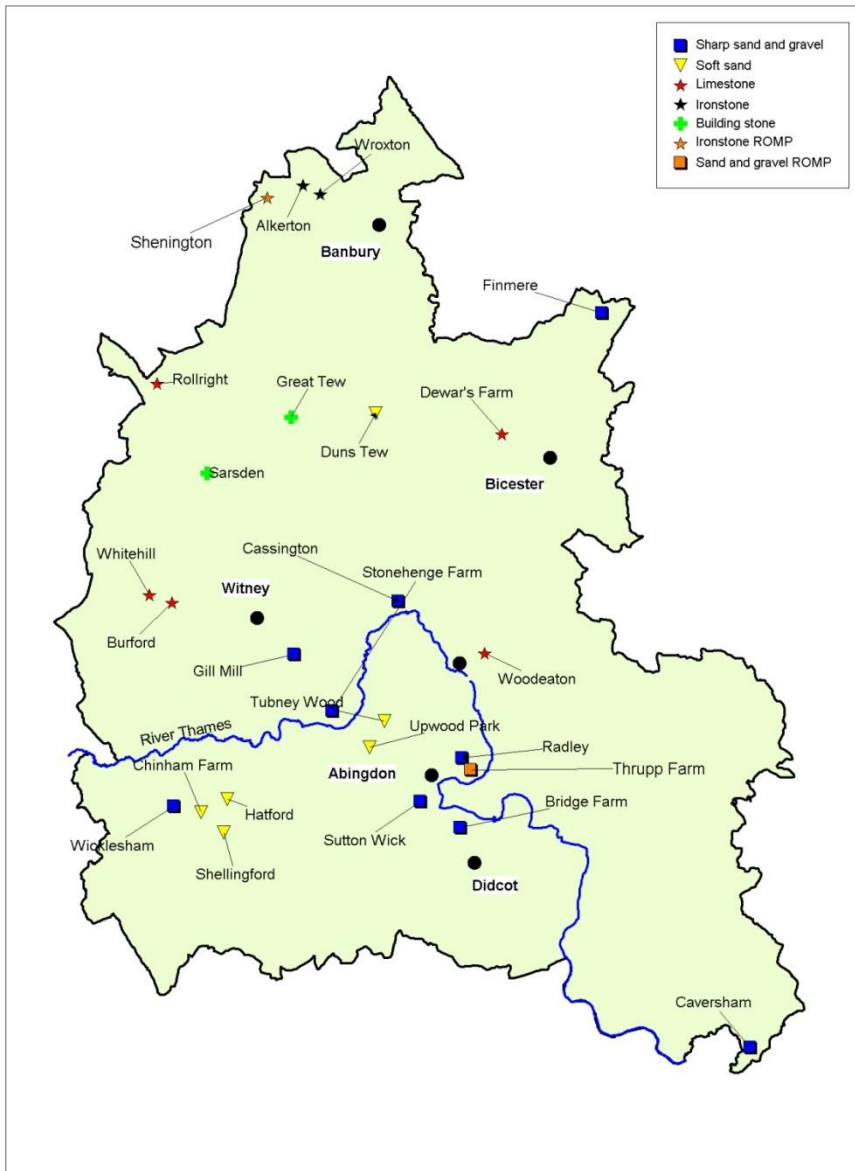 Sharp sand and gravel
Soft sand
Limestone
Ironstone
Building stone
Ironstone ROMP
Sand and gravel ROMP
Wroxton
Alkerton
Shenington
Banbury
Finmere
Rollright
Great Tew
Dewar's Farm
Duns Tew
Sarsden
Bicester
Cassington
Whitehill
Stonehenge Farm
Witney
Burford
Gill Mill
Woodeaton
Tubney Wood
River Thames
Upwood Park
Radley
Chinham Farm
Abingdon
Thrupp Farm
Hatford
Bridge Farm
Wicklesham
Sutton Wick
Shellingford
Didcot
Caversham